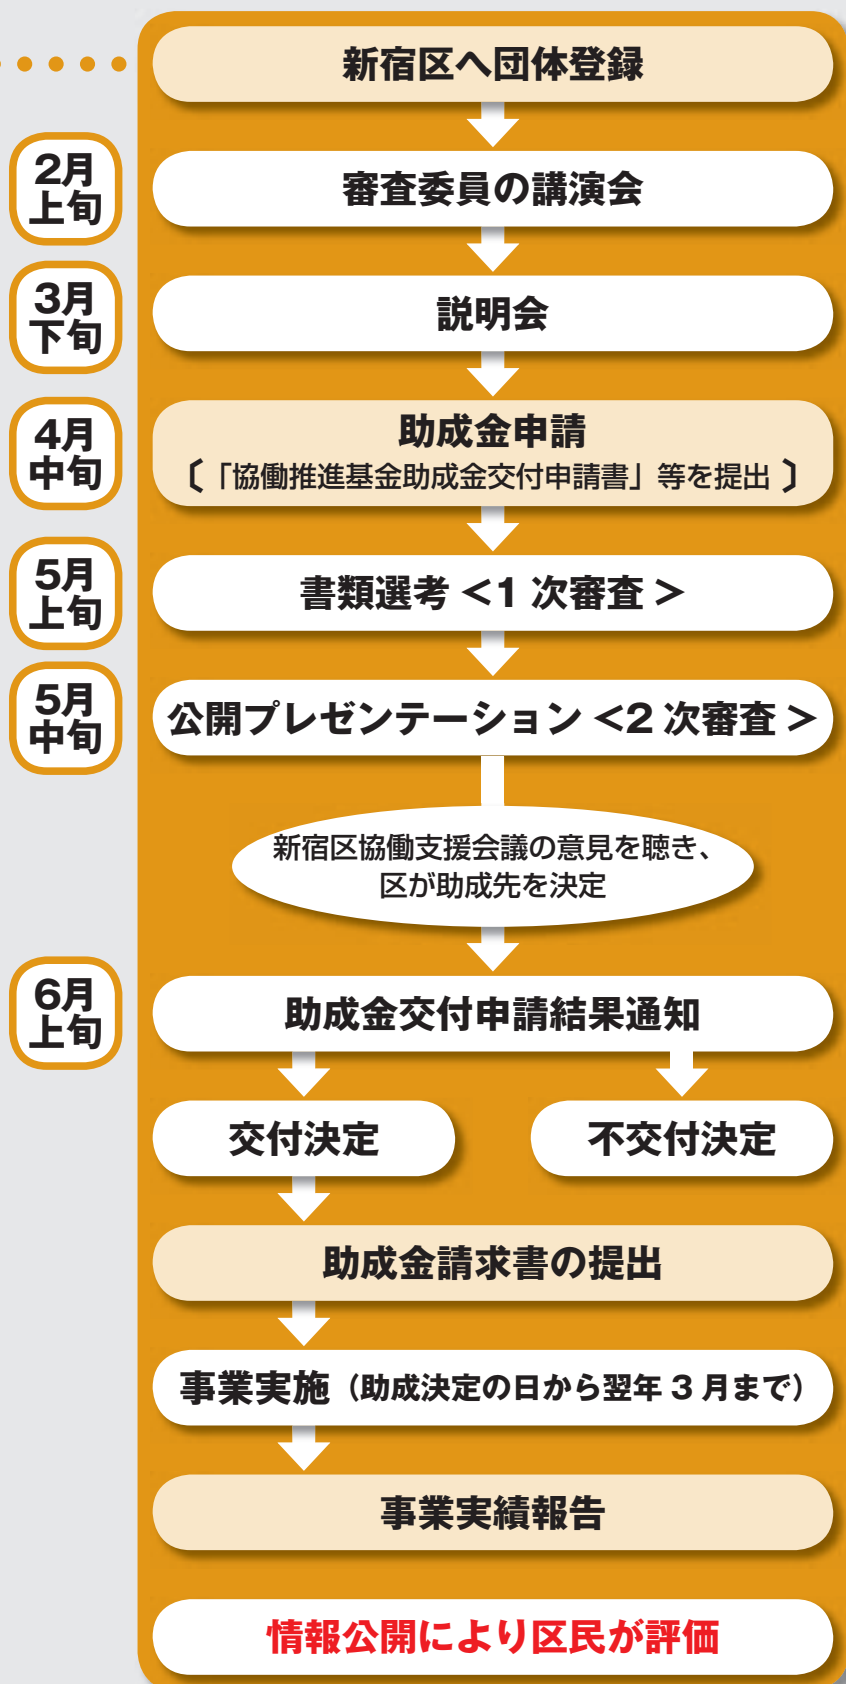 新宿区へ団体登録
2月
上旬
審査委員の講演会
3月
下旬
説明会
4月
中旬
助成金申請
〔「協働推進基金助成金交付申請書」等を提出〕
5月
上旬
書類選考 <1 次審査 >
5月
中旬
公開プレゼンテーション <2 次審査 >
新宿区協働支援会議の意見を聴き、
区が助成先を決定
6月
上旬
助成金交付申請結果通知
交付決定
不交付決定
助成金請求書の提出
事業実施（助成決定の日から翌年 3 月まで）
事業実績報告
情報公開により区民が評価